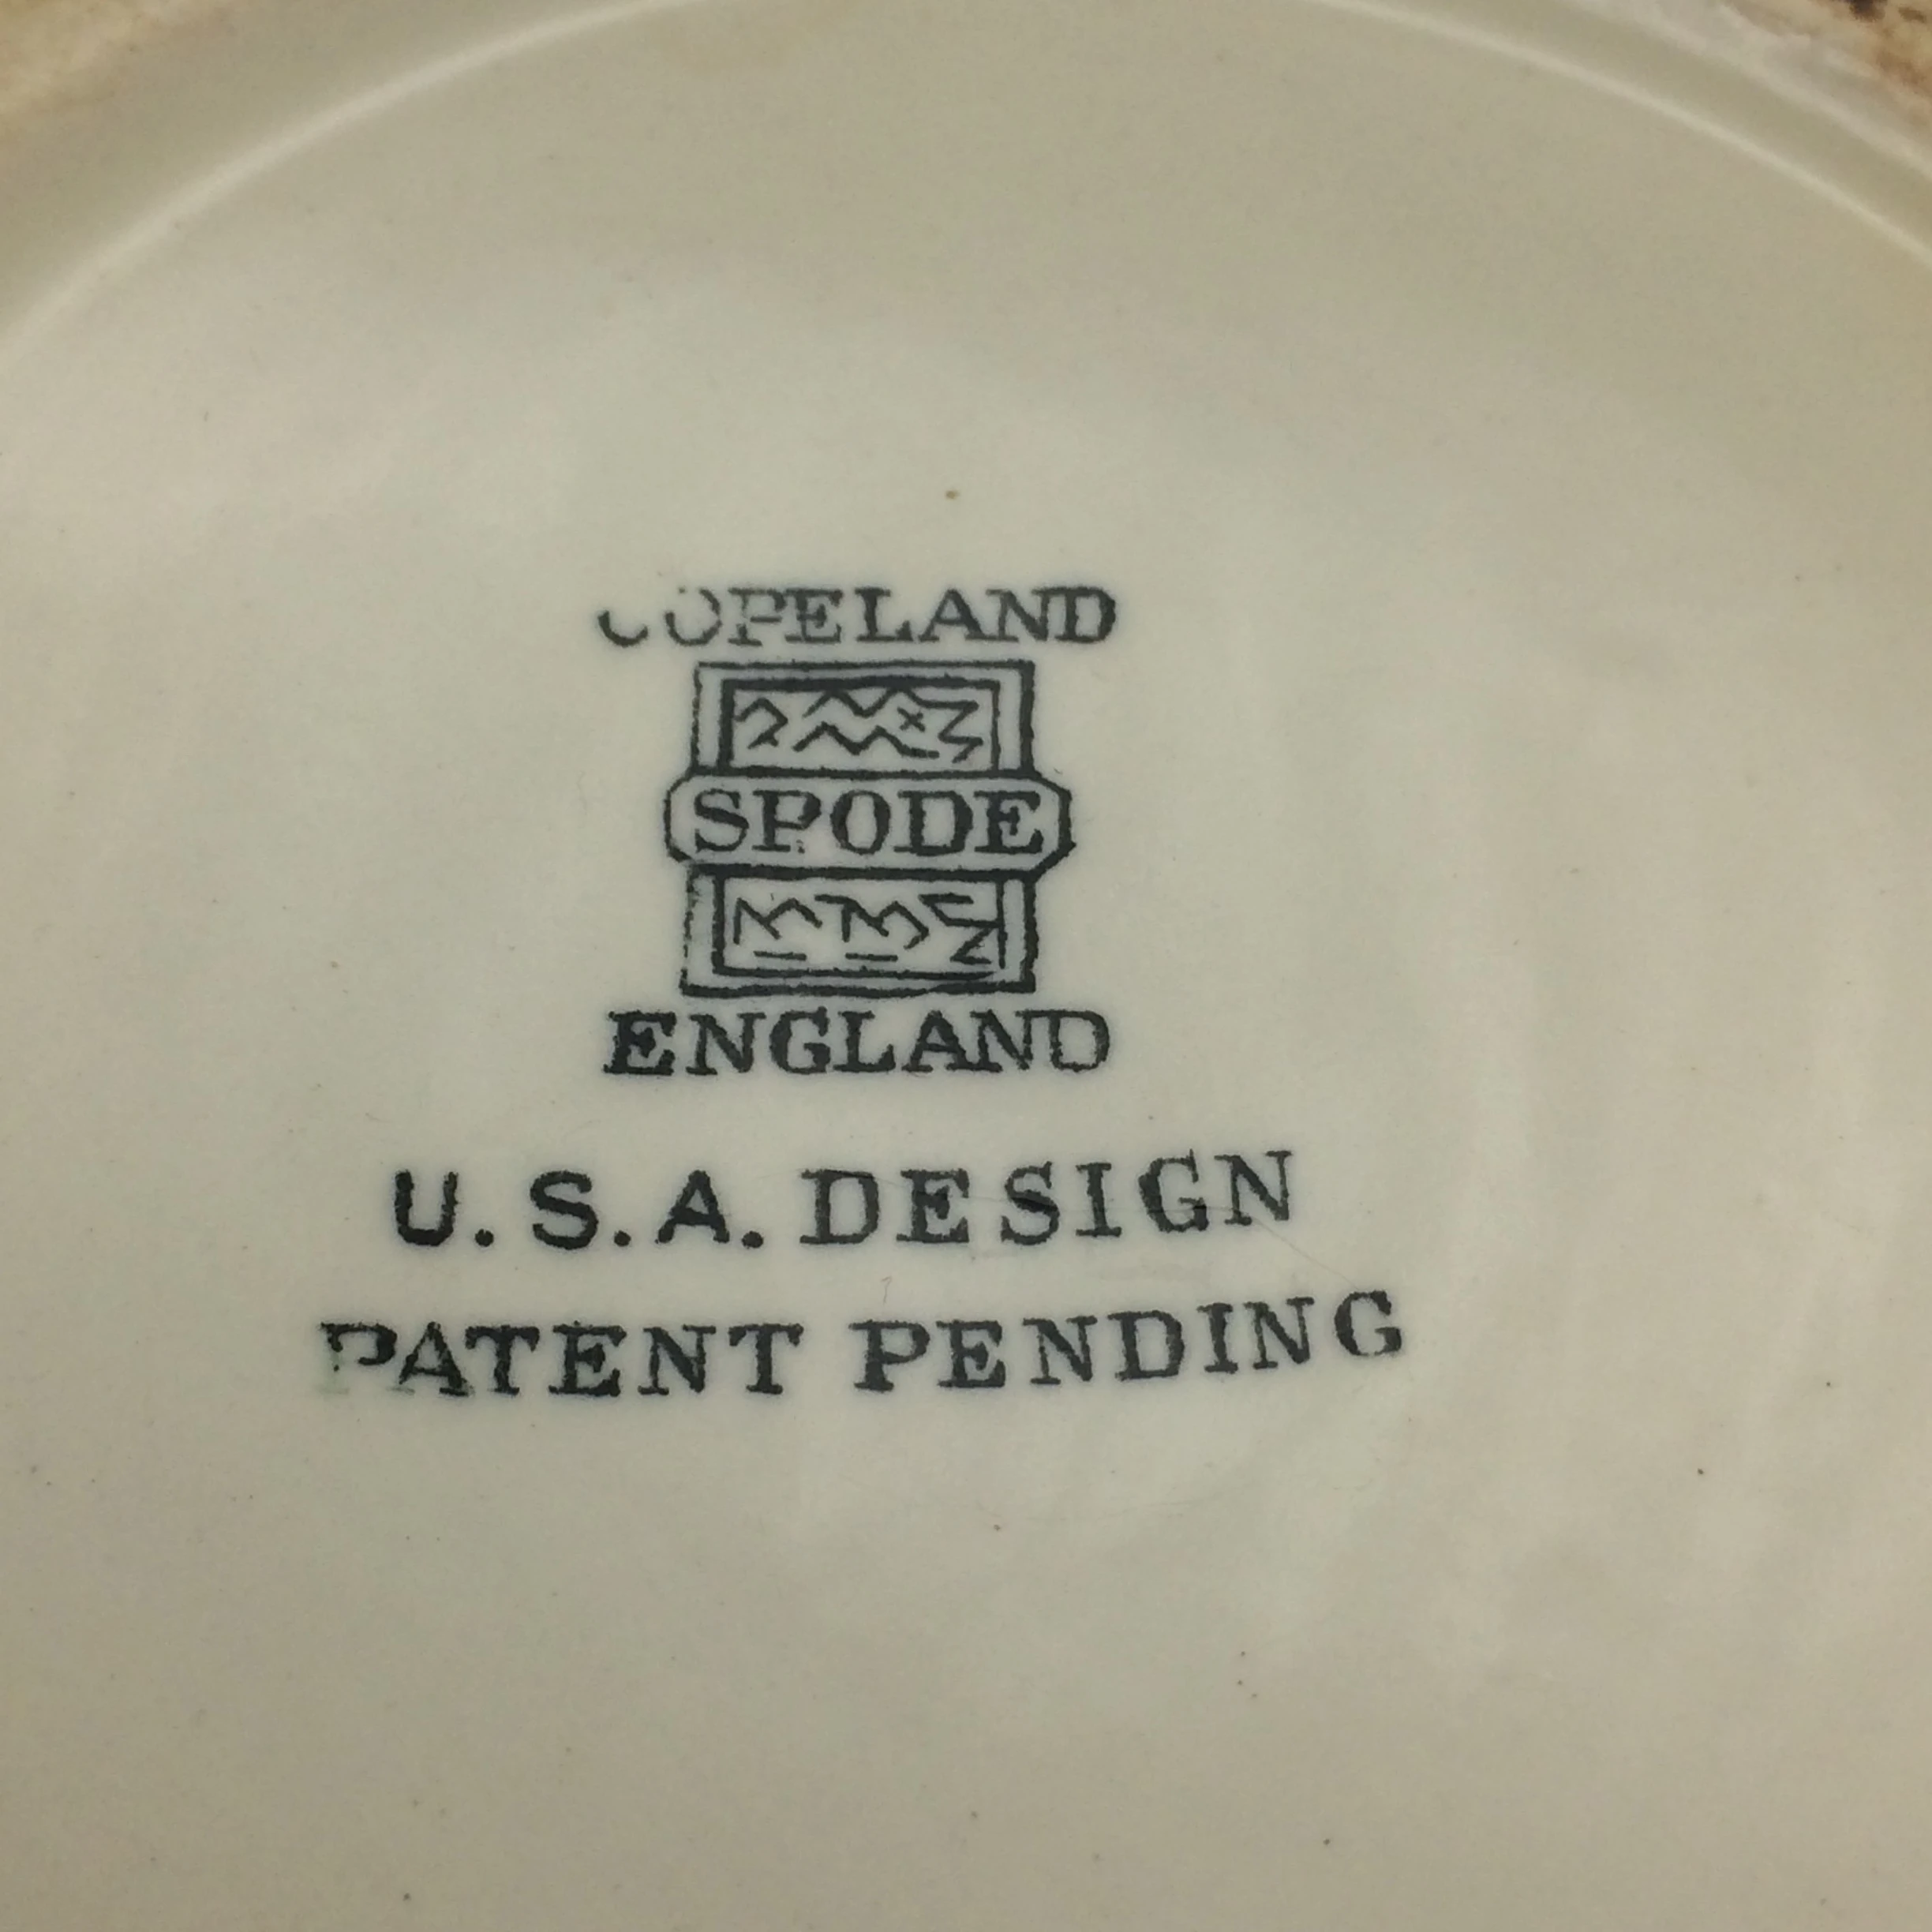 COPELAND
SPODE
ENGLAND
U.S.A. DESIGN
PATENT PENDING